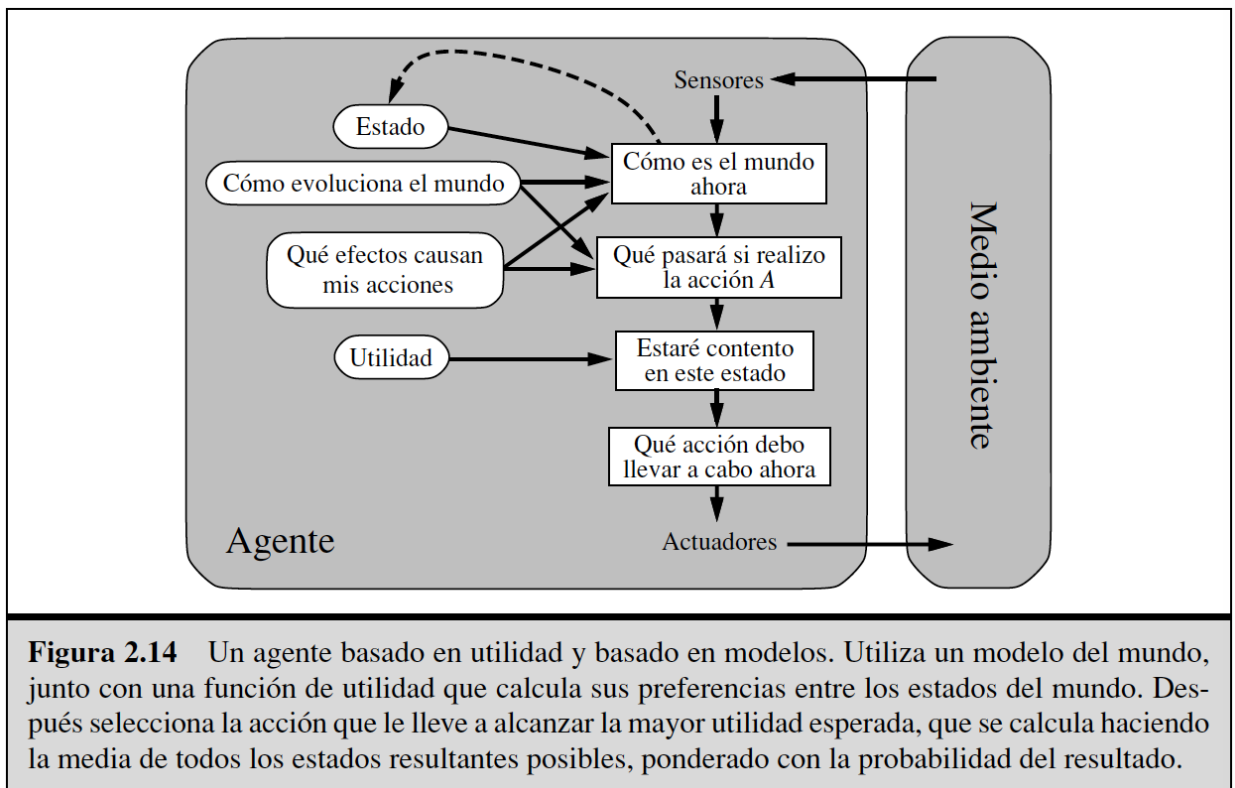 Sensores
Estado
Cómo es el mundo
ahora
Cómo evoluciona el mundo
Qué efectos causan
mis acciones
Qué pasará si realizo
la acción A
Utilidad
Estaré contento
en este estado
Qué acción debo
llevar a cabo ahora
Agente
Actuadores
Medio ambiente
Figura 2.14 Un agente basado en utilidad y basado en modelos. Utiliza un modelo del mundo,
junto con una función de utilidad que calcula sus preferencias entre los estados del mundo. Des-
pués selecciona la acción que le lleve a alcanzar la mayor utilidad esperada, que se calcula haciendo
la media de todos los estados resultantes posibles, ponderado con la probabilidad del resultado.